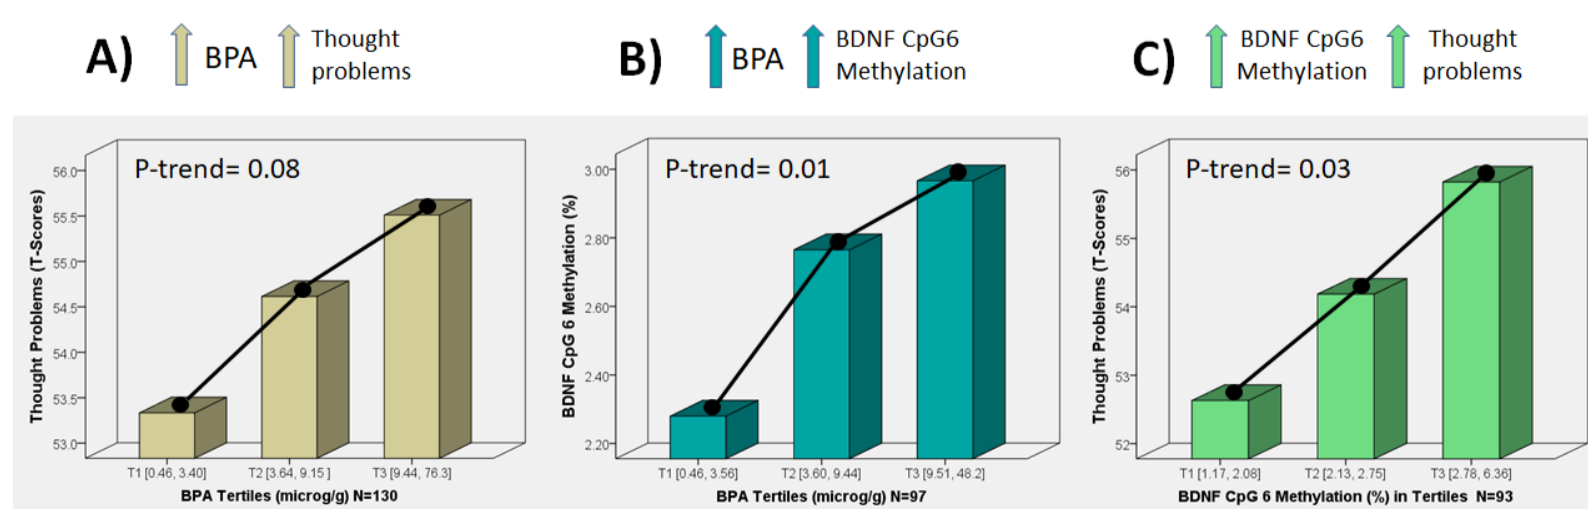 A)
BPA
Thought
problems
B)
BPA
BDNF CpG6
Methylation
C)
BDNF CpG6
Methylation
Thought
problems
P-trend= 0.08
Thought Problems (T-Scores)
56.0
55.5
55.0
54.5
54.0
53.5
53.0
T1 [0.46, 3.40]
T2 [3.64, 9.15 ]
T3 [9.44, 76.3]
BPA Tertiles (microg/g) N=130
P-trend= 0.01
BDNF CpG 6 Methylation (%)
3.00
2.80
2.60
2.40
2.20
T1 [0.46, 3.56]
T2 [3.60, 9.44]
T3 [9.51, 48.2]
BPA Tertiles (microg/g) N=97
P-trend= 0.03
Thought Problems (T-Scores)
56
55
54
53
52
T1 [1.17, 2.08]
T2 [2.13, 2.75]
T3 [2.78, 6.36]
BDNF CpG 6 Methylation (%) in Tertiles N=93